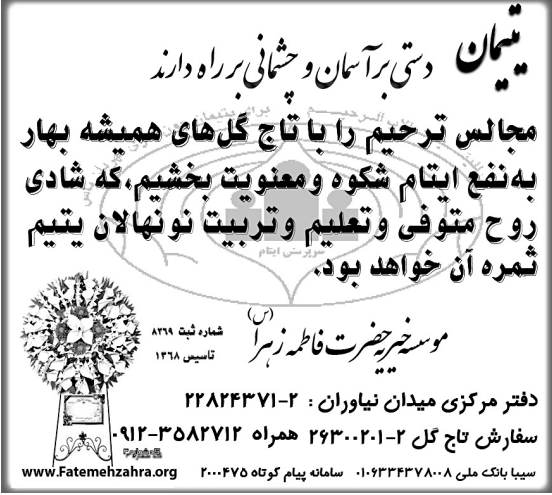 یتیمان دستی بر آسمان و چشمانی بر راه دارند
مجالس ترحیم را با تاج گل‌های همیشه بهار
به‌نفع ایتام شکوه و معنویت بخشیم، که شادی
روح متوفی و تعلیم و تربیت نونهالان یتیم
ثمره آن خواهد بود.
سرپرستی ایتام
موسسه خیریه حضرت فاطمه زهرا (س)
شماره ثبت ۸۲۶۹
تاسیس ۱۳۶۸
دفتر مرکزی میدان نیاوران : ۲-۲۲۸۲۴۳۷۱
سفارش تاج گل ۲-۲۶۳۰۰۲۰۱ همراه ۳۵۸۲۷۱۲-۰۹۱۲
سیبا بانک ملی ۰۱۰۶۳۳۴۳۷۸۰۰۸ سامانه پیام کوتاه ۲۰۰۰۴۷۵ www.Fatemehzahra.org